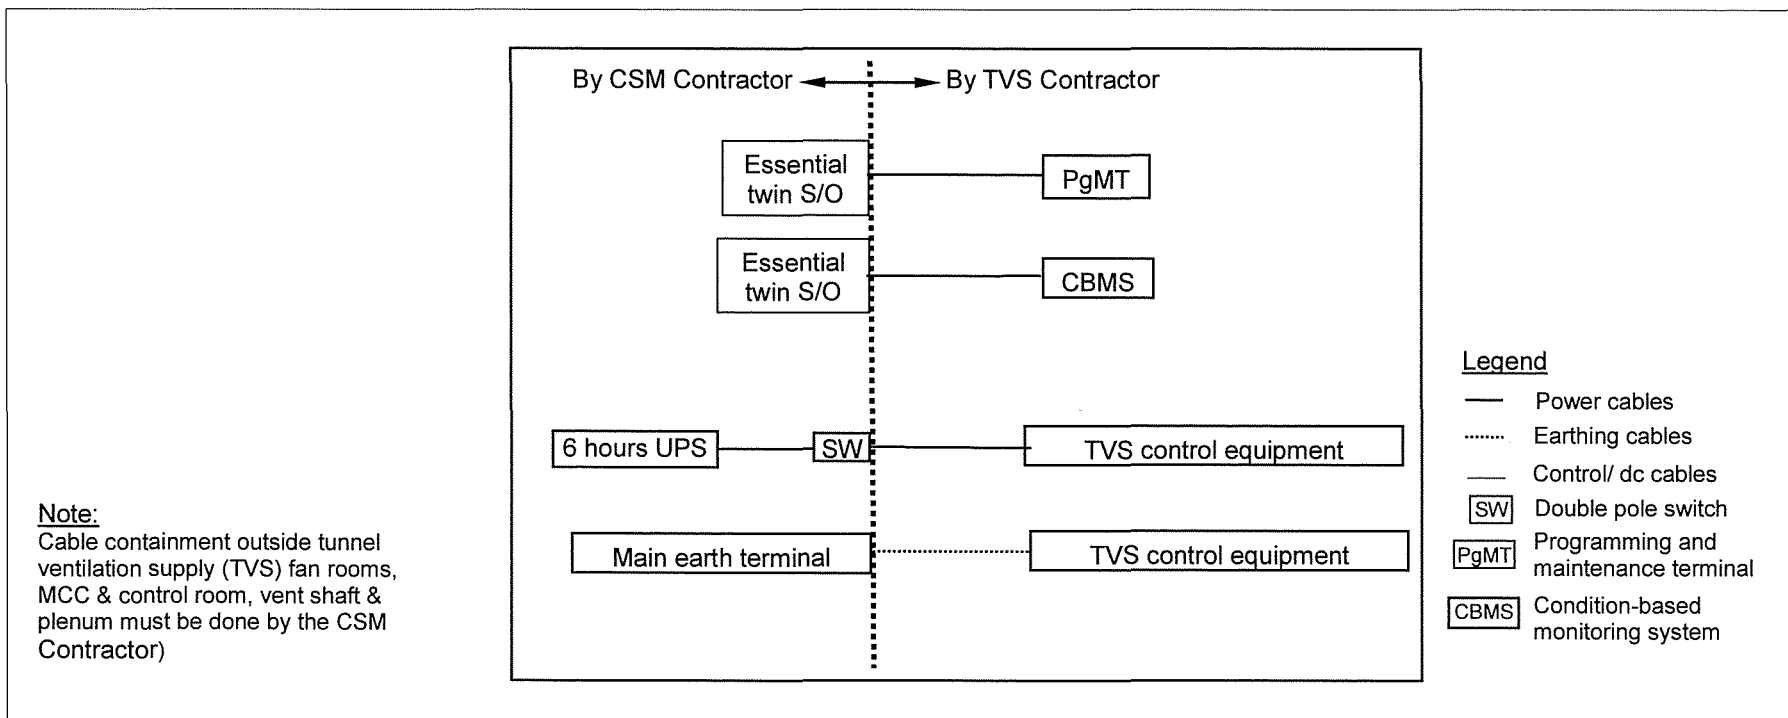 By CSM Contractor
By TVS Contractor
Essential
twin S/O
PgMT
Essential
twin S/O
CBMS
6 hours UPS
SW
TVS control equipment
Main earth terminal
TVS control equipment
Note:
Cable containment outside tunnel
ventilation supply (TVS) fan rooms,
MCC & control room, vent shaft &
plenum must be done by the CSM
Contractor)
Legend
Power cables
Earthing cables
Control/ dc cables
SW Double pole switch
PgMT Programming and
maintenance terminal
CBMS Condition-based
monitoring system